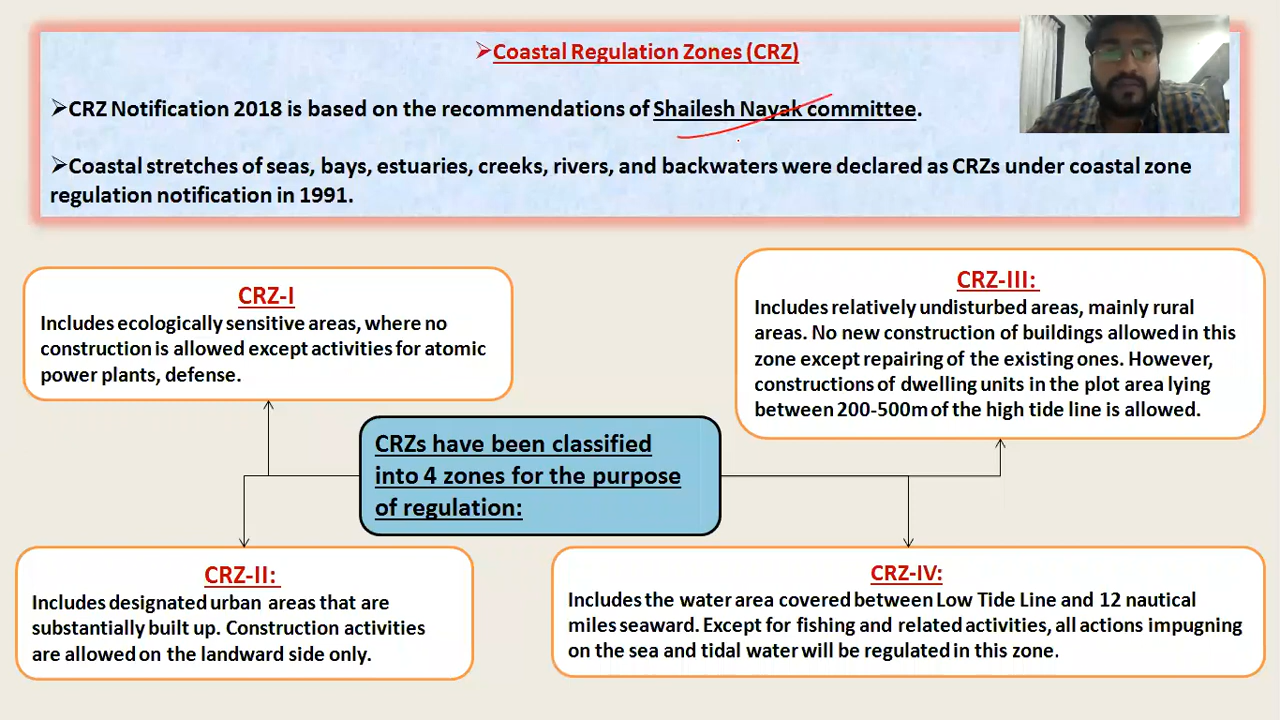 ➢Coastal Regulation Zones (CRZ)
➢CRZ Notification 2018 is based on the recommendations of Shailesh Nayak committee.
➢Coastal stretches of seas, bays, estuaries, creeks, rivers, and backwaters were declared as CRZs under coastal zone
regulation notification in 1991.
CRZ-I
Includes ecologically sensitive areas, where no
construction is allowed except activities for atomic
power plants, defense.
CRZ-III:
Includes relatively undisturbed areas, mainly rural
areas. No new construction of buildings allowed in this
zone except repairing of the existing ones. However,
constructions of dwelling units in the plot area lying
between 200-500m of the high tide line is allowed.
CRZs have been classified
into 4 zones for the purpose
of regulation:
CRZ-II:
Includes designated urban areas that are
substantially built up. Construction activities
are allowed on the landward side only.
CRZ-IV:
Includes the water area covered between Low Tide Line and 12 nautical
miles seaward. Except for fishing and related activities, all actions impugning
on the sea and tidal water will be regulated in this zone.